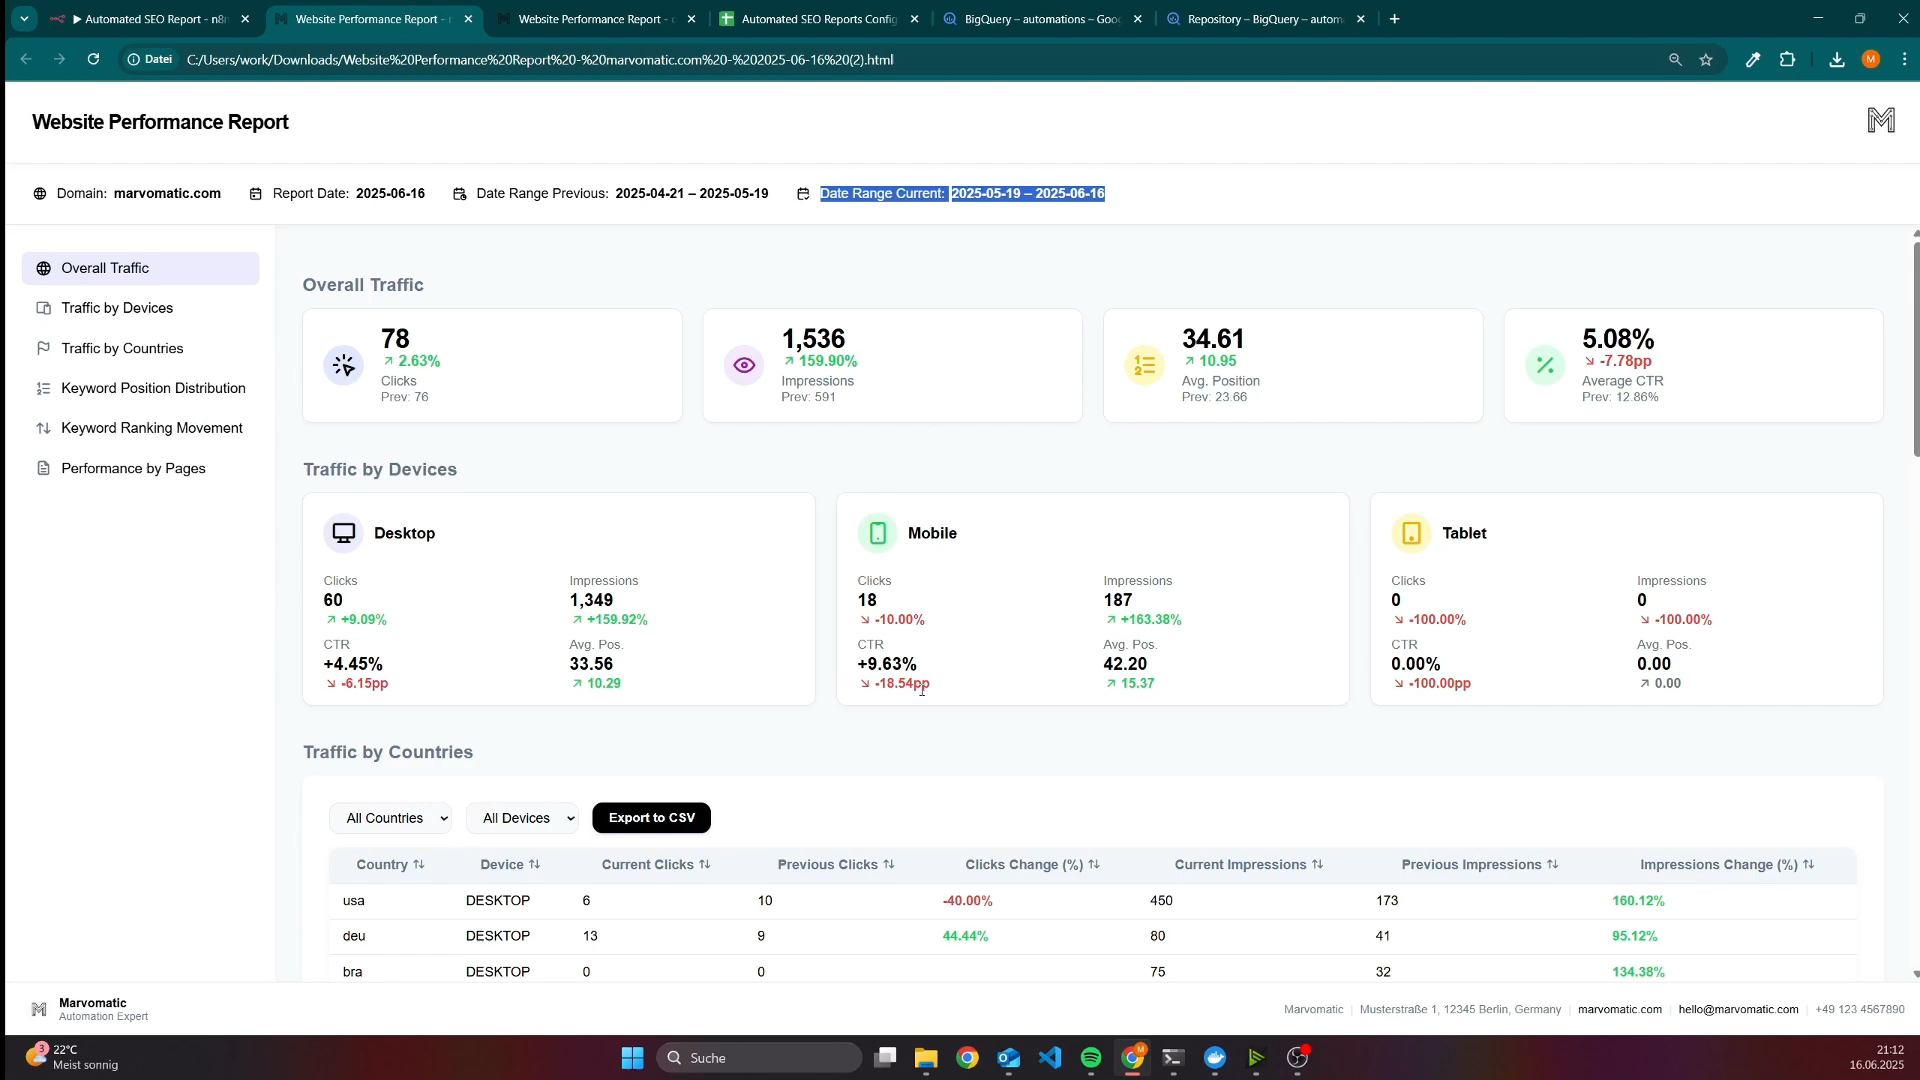 ▶ Automated SEO Report - n8n
Website Performance Report -
Website Performance Report -
Automated SEO Reports Config
BigQuery – automations – Goo
Repository – BigQuery – autom
Datei
C:/Users/work/Downloads/Website%20Performance%20Report%20-%20marvomatic.com%20-%202025-06-16%20(2).html
M
Website Performance Report
Domain: marvomatic.com
Report Date: 2025-06-16
Date Range Previous: 2025-04-21 – 2025-05-19
Date Range Current: 2025-05-19 – 2025-06-16
Overall Traffic
Traffic by Devices
Traffic by Countries
Keyword Position Distribution
Keyword Ranking Movement
Performance by Pages
Overall Traffic
78
2.63%
Clicks
Prev: 76
1,536
159.90%
Impressions
Prev: 591
34.61
10.95
Avg. Position
Prev: 23.66
5.08%
-7.78pp
Average CTR
Prev: 12.86%
Traffic by Devices
Desktop
Clicks Impressions
60 1,349
+9.09% +159.92%
CTR Avg. Pos.
+4.45% 33.56
-6.15pp 10.29
Mobile
Clicks Impressions
18 187
-10.00% +163.38%
CTR Avg. Pos.
+9.63% 42.20
-18.54pp 15.37
Tablet
Clicks Impressions
0 0
-100.00% -100.00%
CTR Avg. Pos.
0.00% 0.00
-100.00pp 0.00
Traffic by Countries
All Countries All Devices Export to CSV
Country Device Current Clicks Previous Clicks Clicks Change (%) Current Impressions Previous Impressions Impressions Change (%)
usa DESKTOP 6 10 -40.00% 450 173 160.12%
deu DESKTOP 13 9 44.44% 80 41 95.12%
bra DESKTOP 0 0 75 32 134.38%
Marvomatic
Automation Expert
Marvomatic | Musterstraße 1, 12345 Berlin, Germany | marvomatic.com | hello@marvomatic.com | +49 123 4567890
3
22°C
Meist sonnig
Suche
M
21:12
16.06.2025